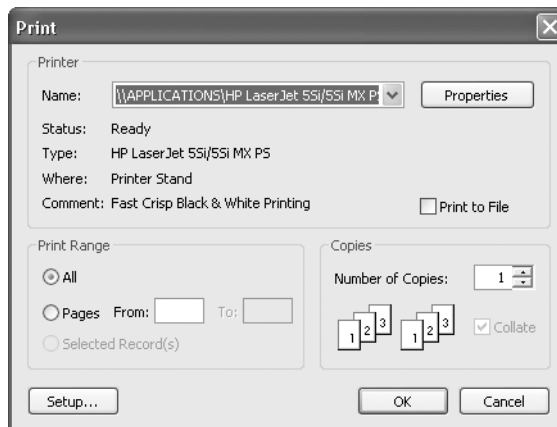 Print
Printer
Name: \\APPLICATIONS\HP LaserJet 5Si/5Si MX P
Properties
Status: Ready
Type: HP LaserJet 5Si/5Si MX PS
Where: Printer Stand
Comment: Fast Crisp Black & White Printing
Print to File
Print Range
All
Pages From: To:
Selected Record(s)
Copies
Number of Copies: 1
1 2 3 1 2 3
Collate
Setup...
OK
Cancel